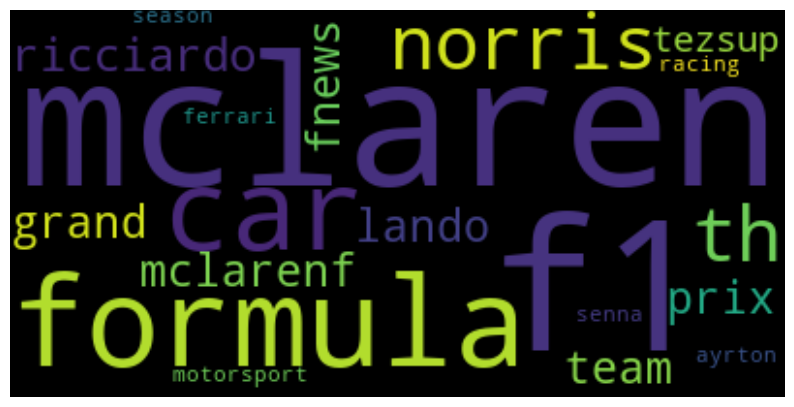 season
ricciardo
fnews
norris
tezsup
racing
mclaren
ferrari
car
grand
lando
f1
th
mclarenf
formula
prix
senna
team
ayrton
motorsport